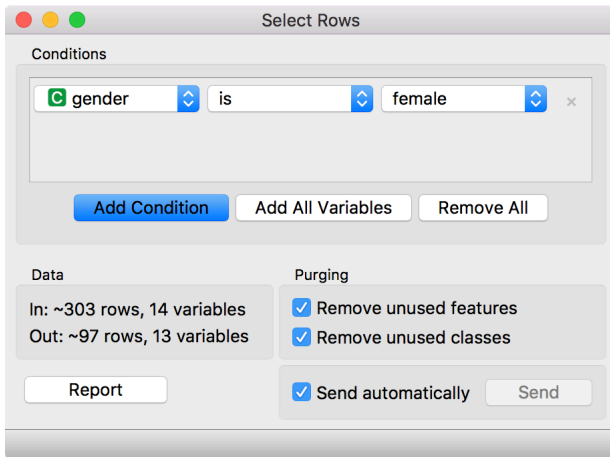 Select Rows
Conditions
C gender is female ×
Add Condition Add All Variables Remove All
Data Purging
In: ~303 rows, 14 variables Remove unused features
Out: ~97 rows, 13 variables Remove unused classes
Report Send automatically Send